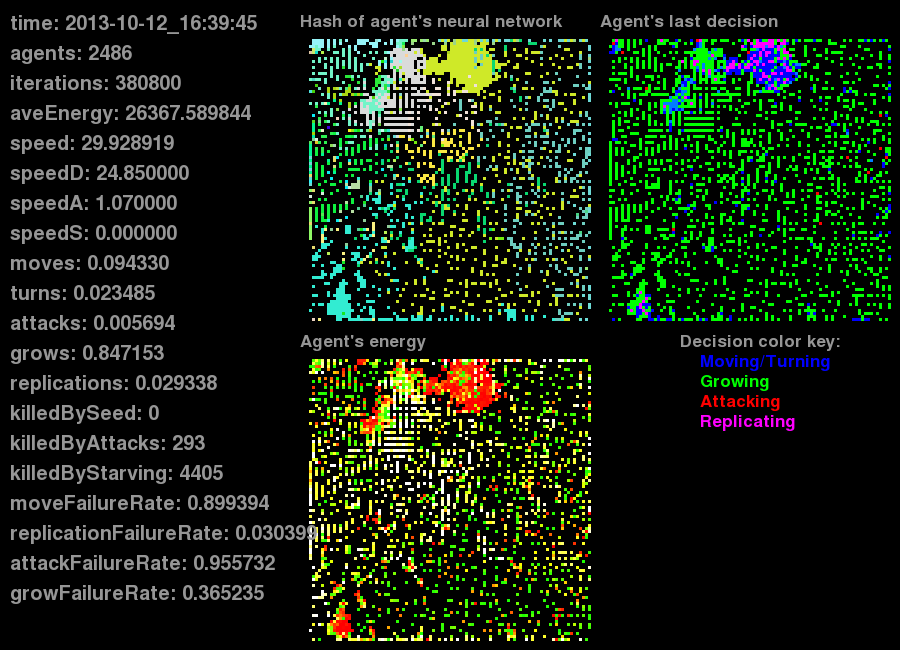 time: 2013-10-12_16:39:45
agents: 2486
iterations: 380800
aveEnergy: 26367.589844
speed: 29.928919
speedD: 24.850000
speedA: 1.070000
speedS: 0.000000
moves: 0.094330
turns: 0.023485
attacks: 0.005694
grows: 0.847153
replications: 0.029338
killedBySeed: 0
killedByAttacks: 293
killedByStarving: 4405
moveFailureRate: 0.899394
replicationFailureRate: 0.030399
attackFailureRate: 0.955732
growFailureRate: 0.365235
Hash of agent's neural network
Agent's last decision
Agent's energy
Decision color key:
Moving/Turning
Growing
Attacking
Replicating